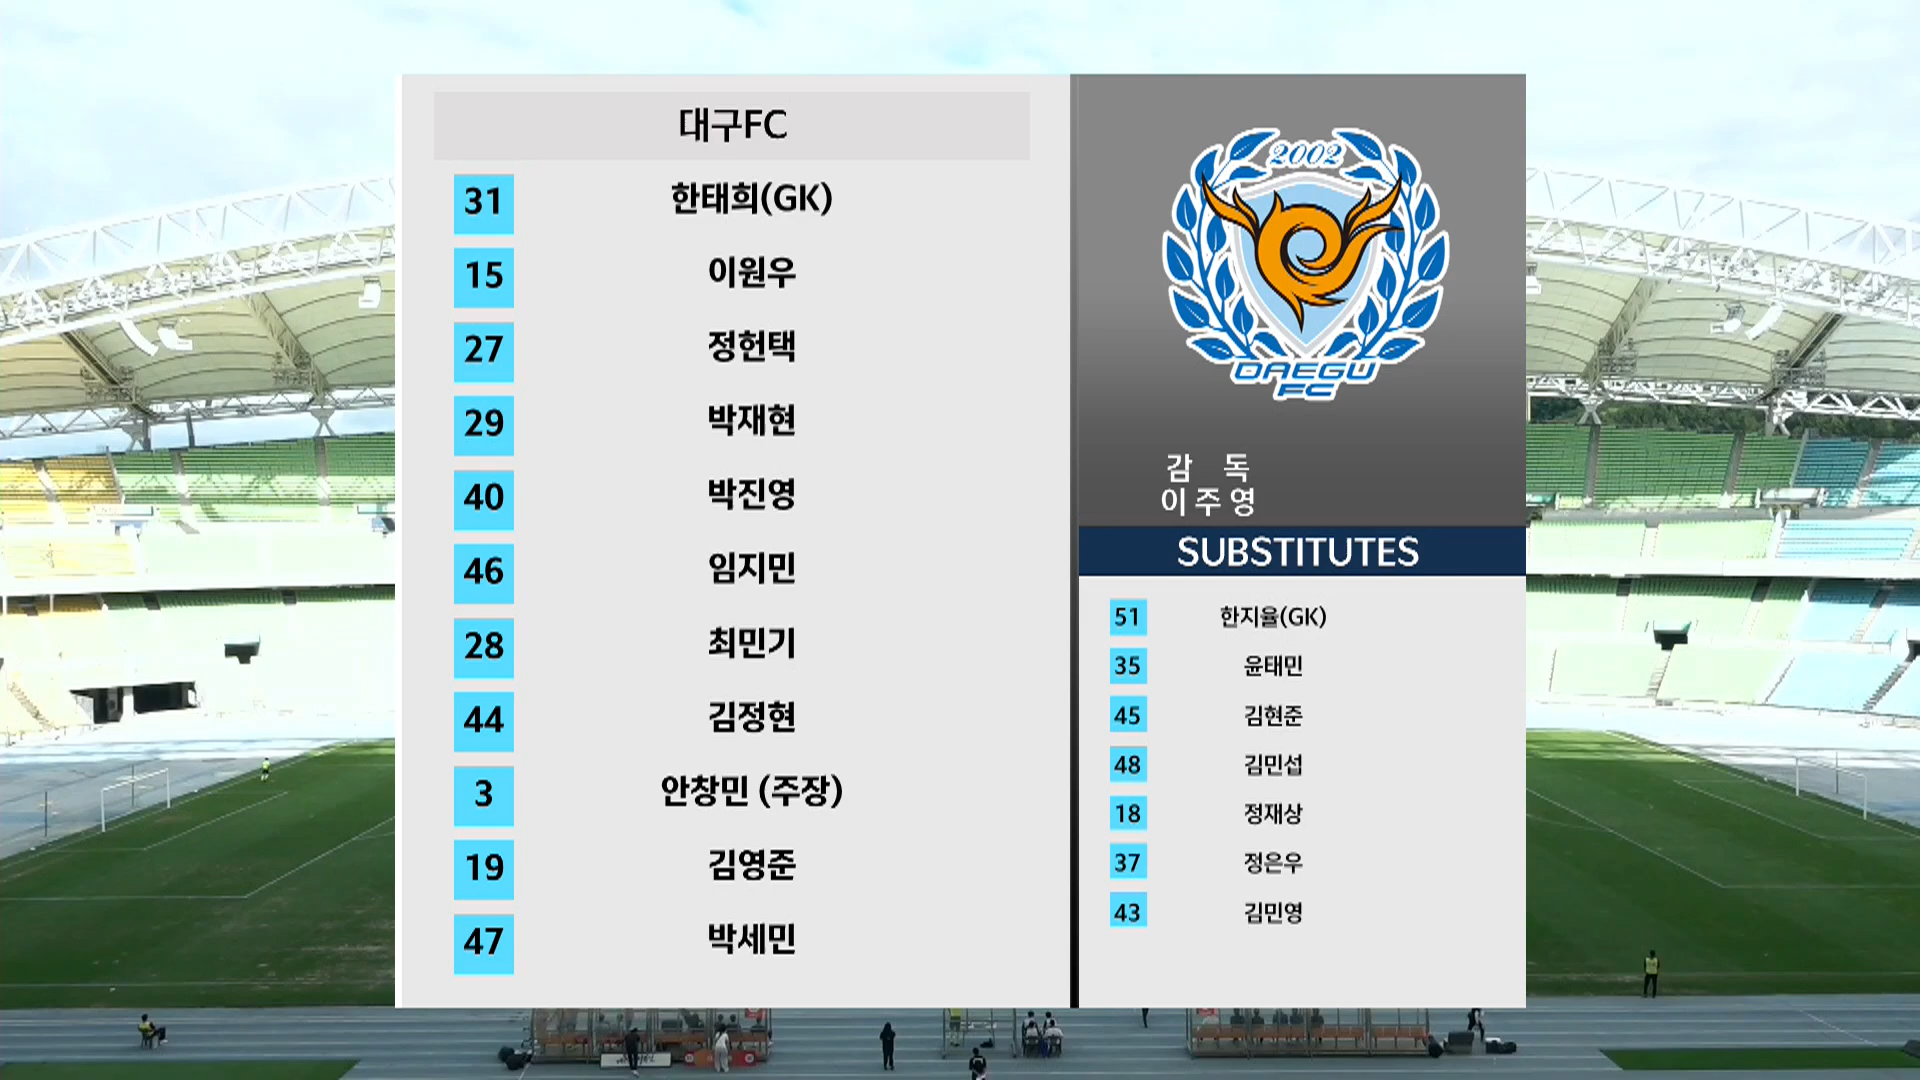 대구FC
31 한태희(GK)
15 이원우
27 정헌택
29 박재현
40 박진영
46 임지민
28 최민기
44 김정현
3 안창민 (주장)
19 김영준
47 박세민
2002
DAEGU
FC
감 독
이 주 영
SUBSTITUTES
51 한지율(GK)
35 윤태민
45 김현준
48 김민섭
18 정재상
37 정은우
43 김민영